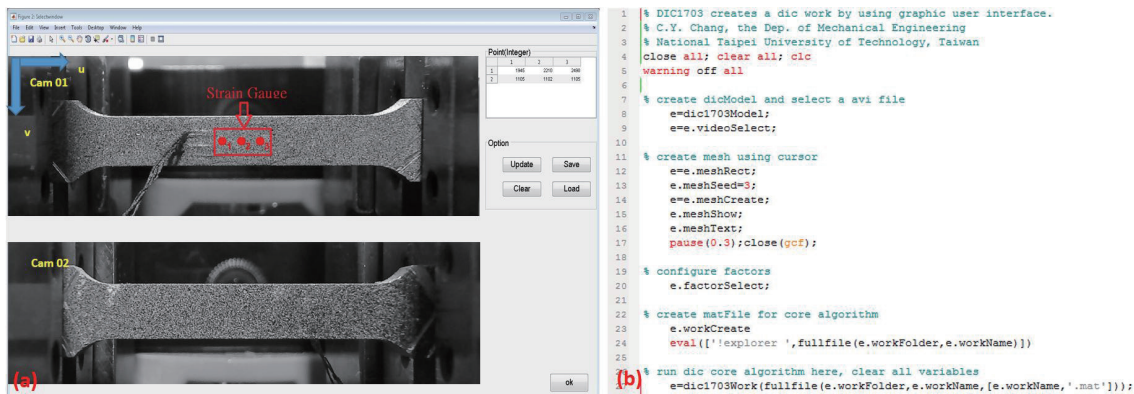 Figure 2: Selectwindow
File Edit View Insert Tools Desktop Window Help
Cam 01
u
v
Strain Gauge
1 2 3
Point(Integer)
1 2 3
1 1945 2210 2499
2 1105 1102 1105
Option
Update Save
Clear Load
Cam 02
ok
(a)
1 % DIC1703 creates a dic work by using graphic user interface.
2 % C.Y. Chang, the Dep. of Mechanical Engineering
3 % National Taipei University of Technology, Taiwan
4 close all; clear all; clc
5 warning off all
6
7 % create dicModel and select a avi file
8 e=dic1703Model;
9 e=e.videoSelect;
10
11 % create mesh using cursor
12 e=e.meshRect;
13 e.meshSeed=3;
14 e=e.meshCreate;
15 e.meshShow;
16 e.meshText;
17 pause(0.3);close(gcf);
18
19 % configure factors
20 e.factorSelect;
21
22 % create matFile for core algorithm
23 e.workCreate
24 eval(['!explorer ',fullfile(e.workFolder,e.workName)])
25
26 % run dic core algorithm here, clear all variables
27 e=dic1703Work(fullfile(e.workFolder,e.workName,[e.workName,'.mat']));
(b)